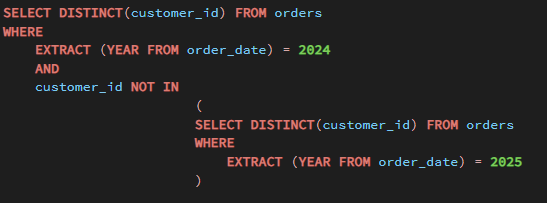 SELECT DISTINCT(customer_id) FROM orders
WHERE
EXTRACT (YEAR FROM order_date) = 2024
AND
customer_id NOT IN
(
SELECT DISTINCT(customer_id) FROM orders
WHERE
EXTRACT (YEAR FROM order_date) = 2025
)